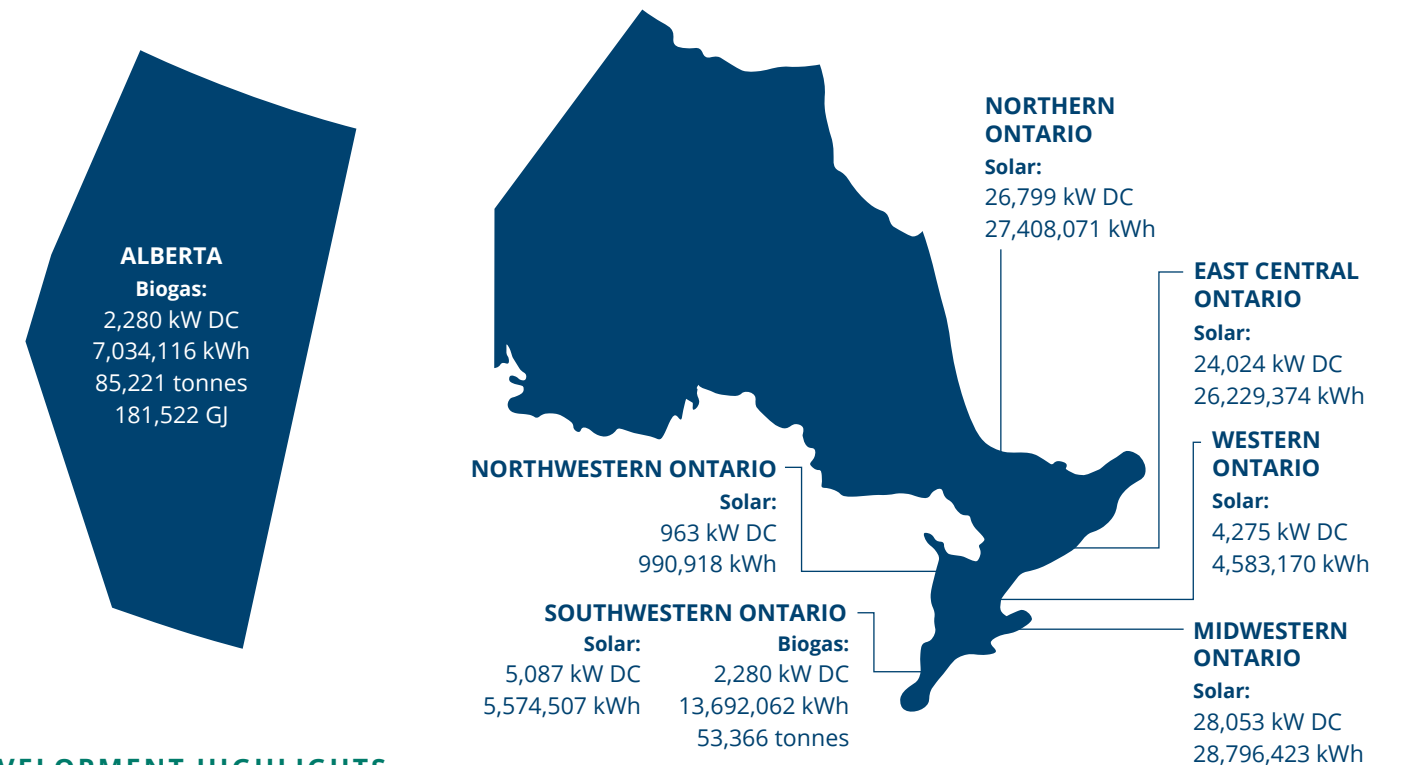 ALBERTA
Biogas:
2,280 kW DC
7,034,116 kWh
85,221 tonnes
181,522 GJ
NORTHERN
ONTARIO
Solar:
26,799 kW DC
27,408,071 kWh
EAST CENTRAL
ONTARIO
Solar:
24,024 kW DC
26,229,374 kWh
WESTERN
ONTARIO
Solar:
4,275 kW DC
4,583,170 kWh
NORTHWESTERN ONTARIO
Solar:
963 kW DC
990,918 kWh
SOUTHWESTERN ONTARIO
Solar:
5,087 kW DC
5,574,507 kWh
Biogas:
2,280 kW DC
13,692,062 kWh
53,366 tonnes
MIDWESTERN
ONTARIO
Solar:
28,053 kW DC
28,796,423 kWh
HIGHLIGHTS